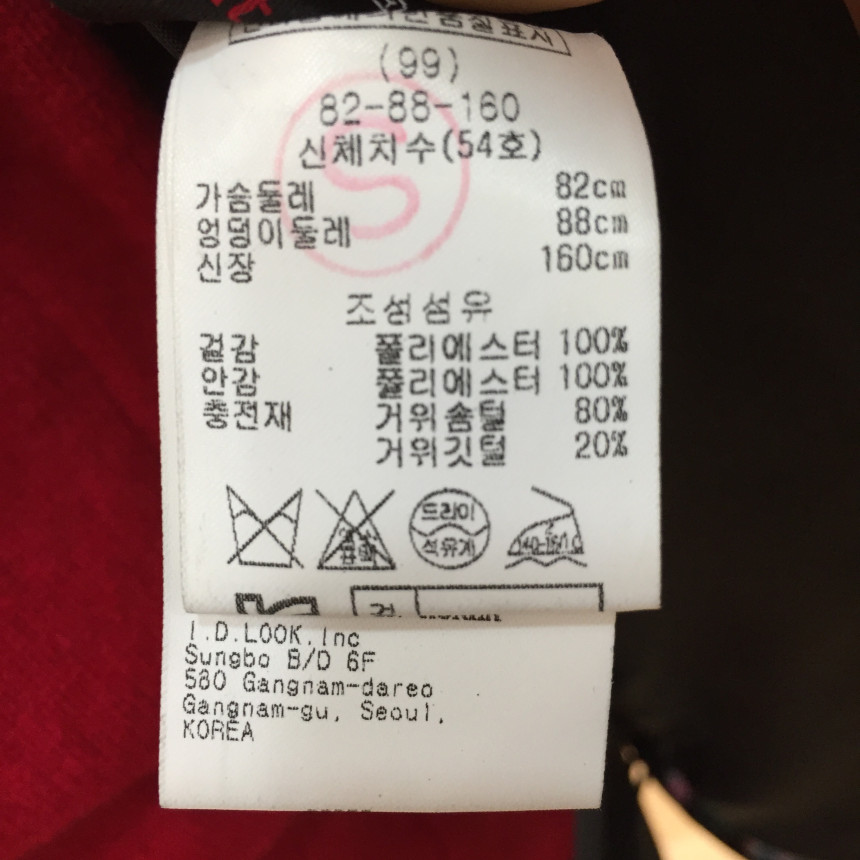 (99)
82-88-160
신체치수(54호)
S
가슴둘레 82cm
엉덩이둘레 88cm
신장 160cm
조성섬유
겉감 폴리에스터 100%
안감 폴리에스터 100%
충전재 거위솜털 80%
거위깃털 20%
드라이
석유계
I.D.LOOK.Inc
Sungbo B/D 6F
580 Gangnam-dareo
Gangnam-gu, Seoul,
KOREA